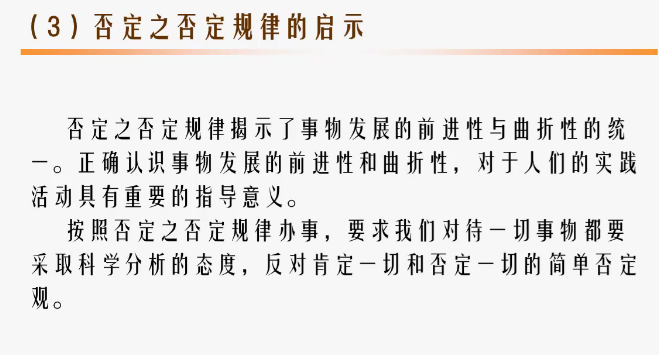 （3）否定之否定规律的启示
否定之否定规律揭示了事物发展的前进性与曲折性的统
一。正确认识事物发展的前进性和曲折性，对于人们的实践
活动具有重要的指导意义。
按照否定之否定规律办事，要求我们对待一切事物都要
采取科学分析的态度，反对肯定一切和否定一切的简单否定
观。